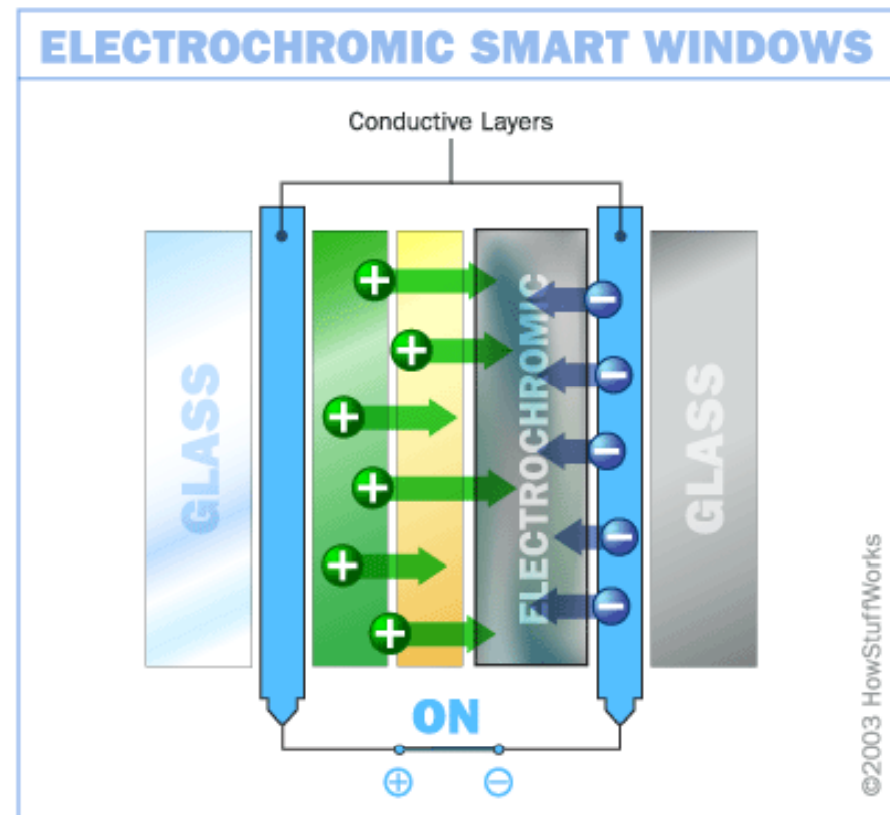 ELECTROCHROMIC SMART WINDOWS
Conductive Layers
GLASS
ELECTROCHROMIC
GLASS
ON
©2003 HowStuffWorks